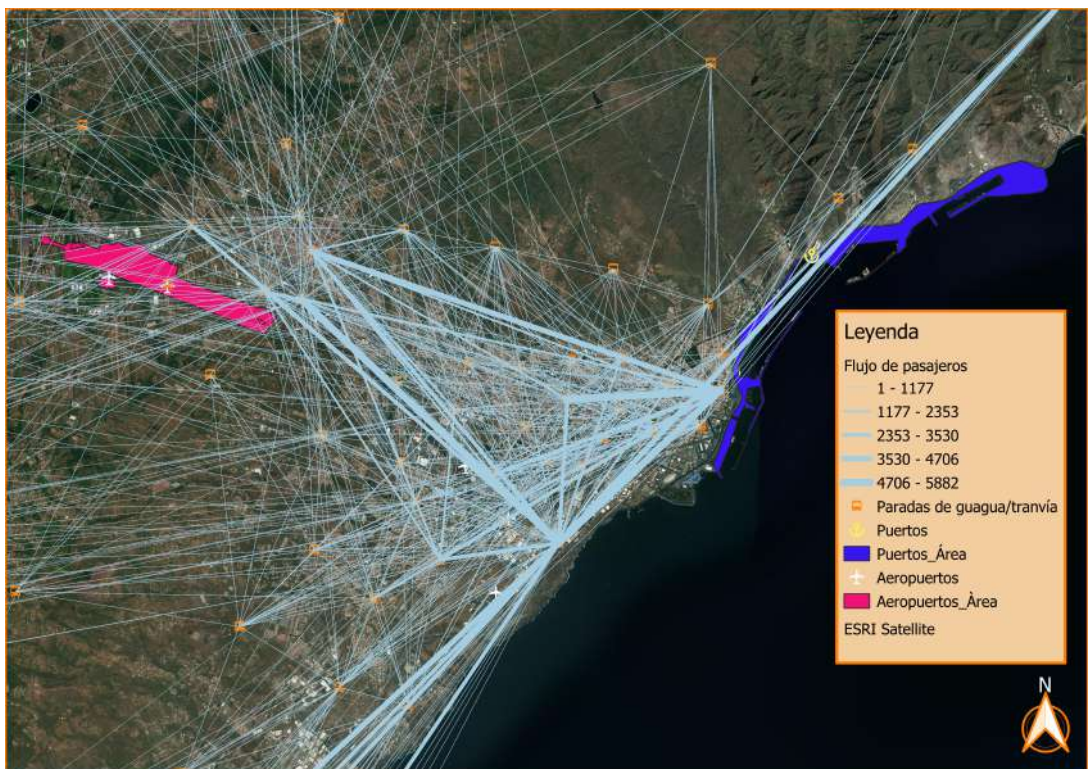 Leyenda
Flujo de pasajeros
1 - 1177
1177 - 2353
2353 - 3530
3530 - 4706
4706 - 5882
Paradas de guagua/tranvía
Puertos
Puertos_Área
Aeropuertos
Aeropuertos_Àrea
ESRI Satellite
N